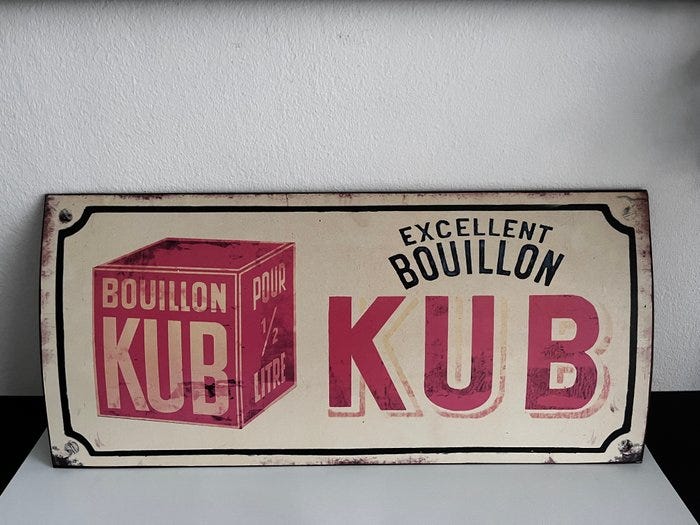 BOUILLON
KUB
POUR
1/2
LITRE
EXCELLENT
BOUILLON
KUB